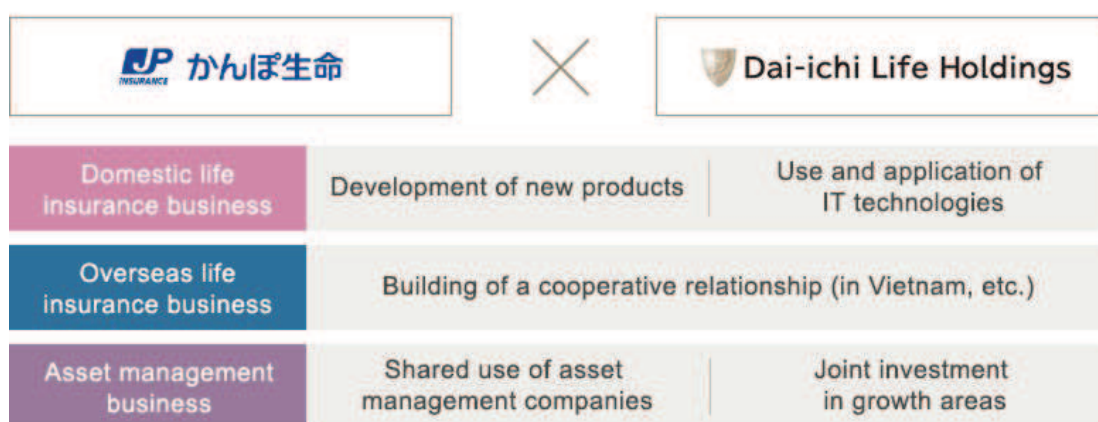 JP INSURANCE かんぽ生命
Dai-ichi Life Holdings
Domestic life
insurance business
Development of new products
Use and application of
IT technologies
Overseas life
insurance business
Building of a cooperative relationship (in Vietnam, etc.)
Asset management
business
Shared use of asset
management companies
Joint investment
in growth areas